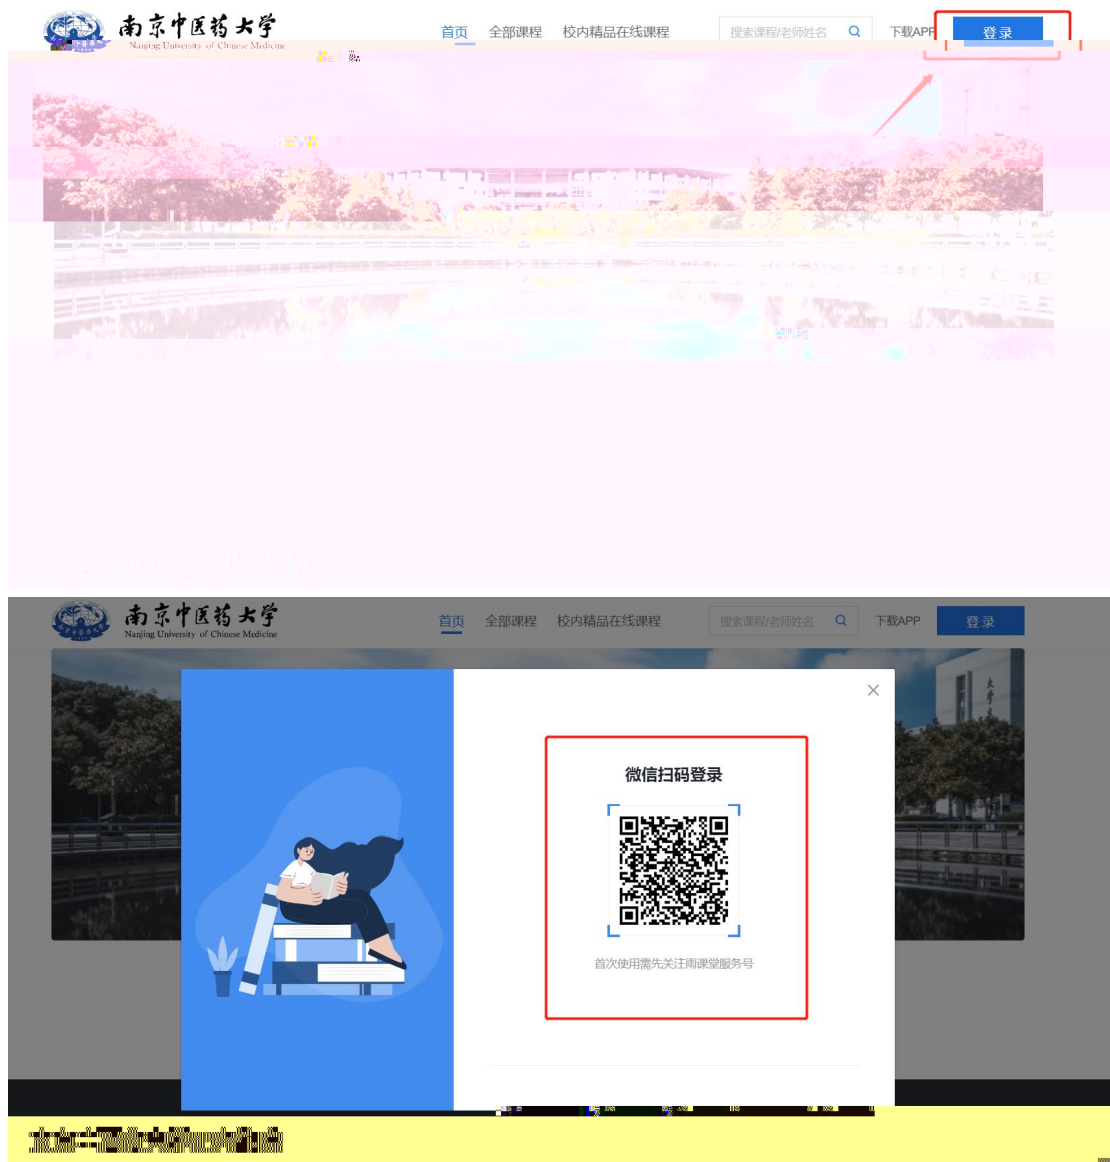 南京中医药大学
Nanjing University of Chinese Medicine
首页 全部课程 校内精品在线课程 搜索课程/老师姓名 下载APP 登录
南京中医药大学
Nanjing University of Chinese Medicine
首页 全部课程 校内精品在线课程 搜索课程/老师姓名 下载APP 登录
微信扫码登录
首次使用需先关注雨课堂服务号